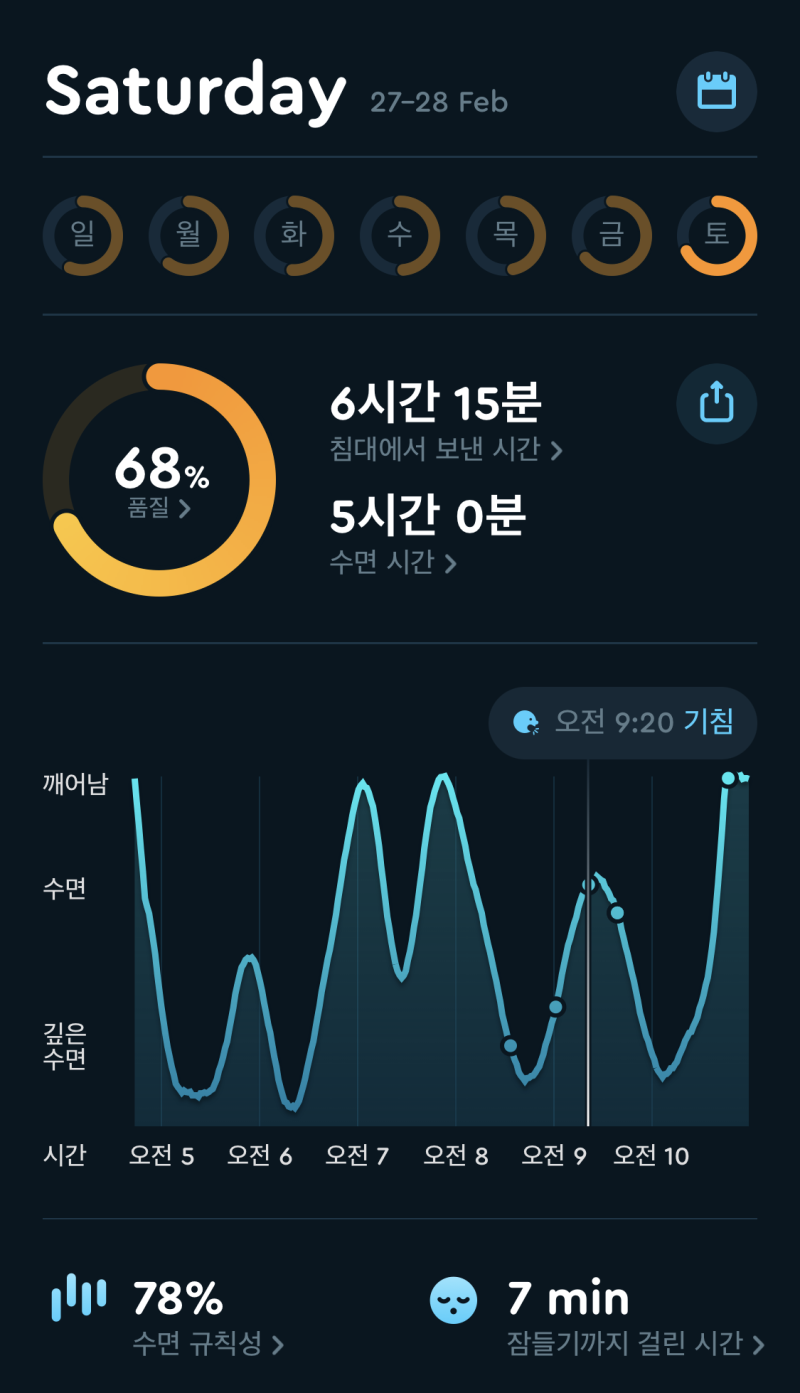 Saturday 27–28 Feb
일 월 화 수 목 금 토
68%
품질 >
6시간 15분
침대에서 보낸 시간 >
5시간 0분
수면 시간 >
오전 9:20 기침
깨어남
수면
깊은
수면
시간 오전 5 오전 6 오전 7 오전 8 오전 9 오전 10
78%
수면 규칙성 >
7 min
잠들기까지 걸린 시간 >